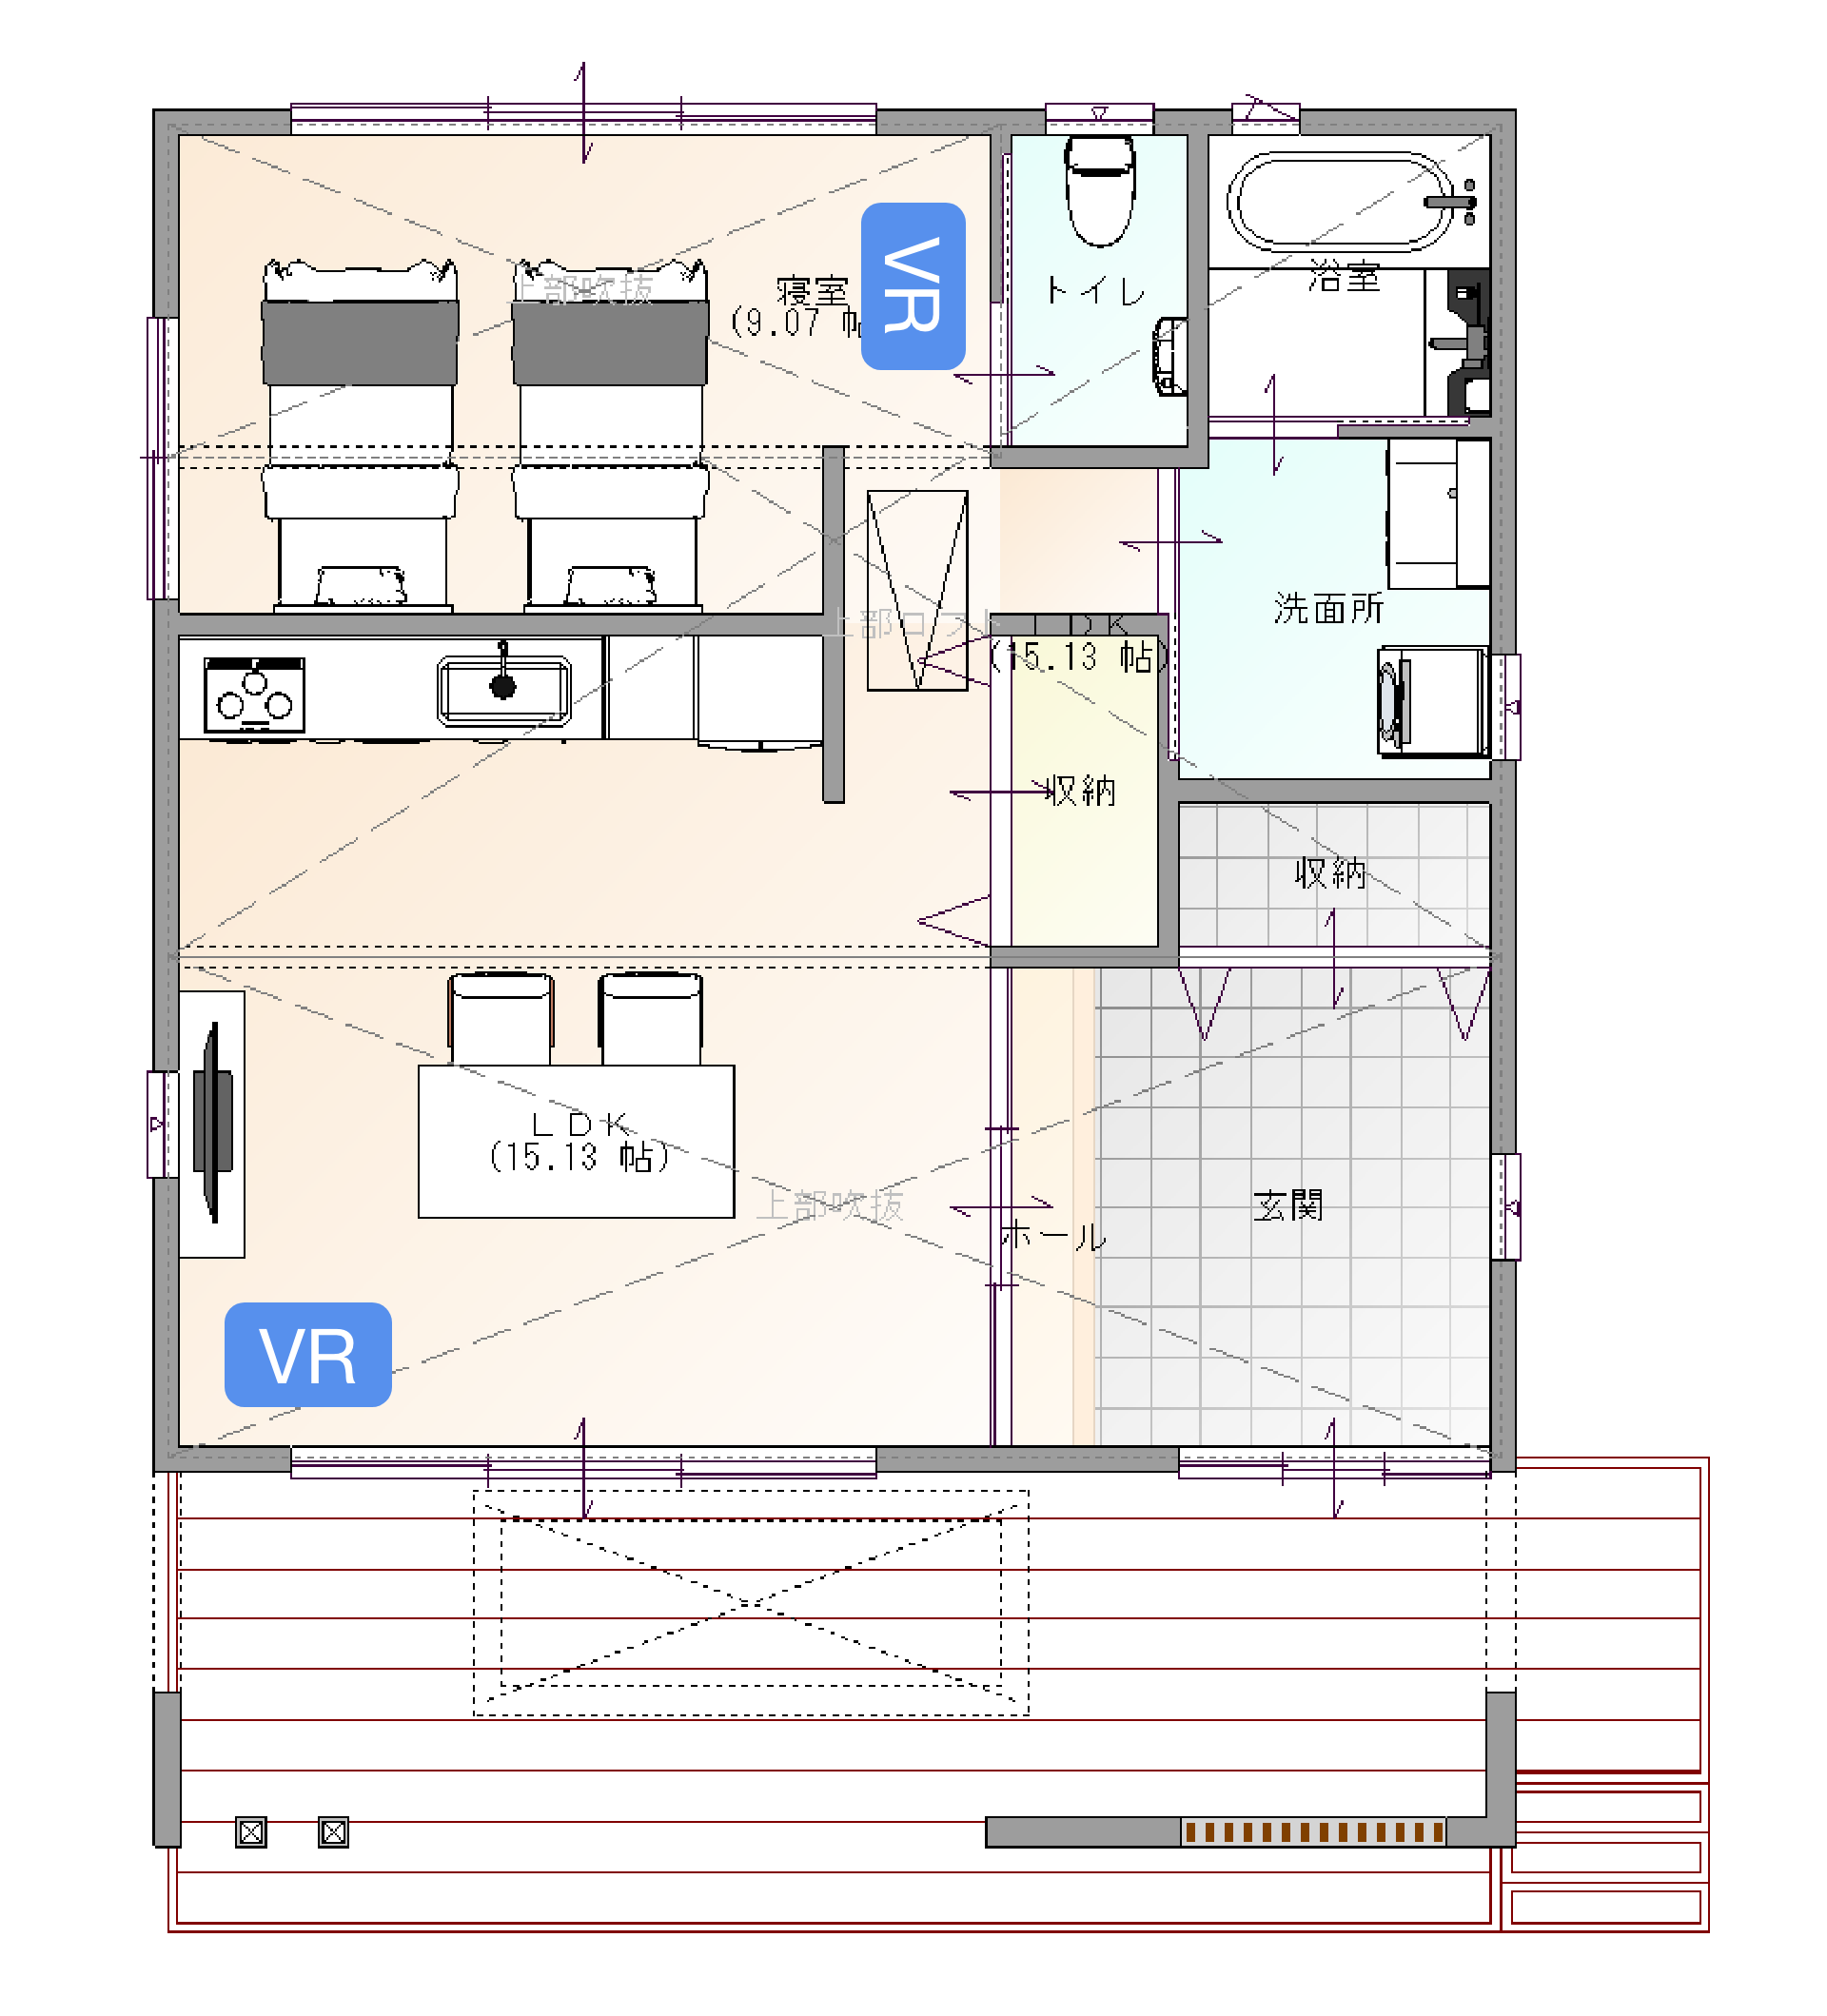 上部吹抜
寝室
(9.07 帖
VR
トイレ
浴室
洗面所
上部ロフト
LDK
(15.13 帖)
収納
収納
LDK
(15.13 帖)
上部吹抜
ホール
玄関
VR